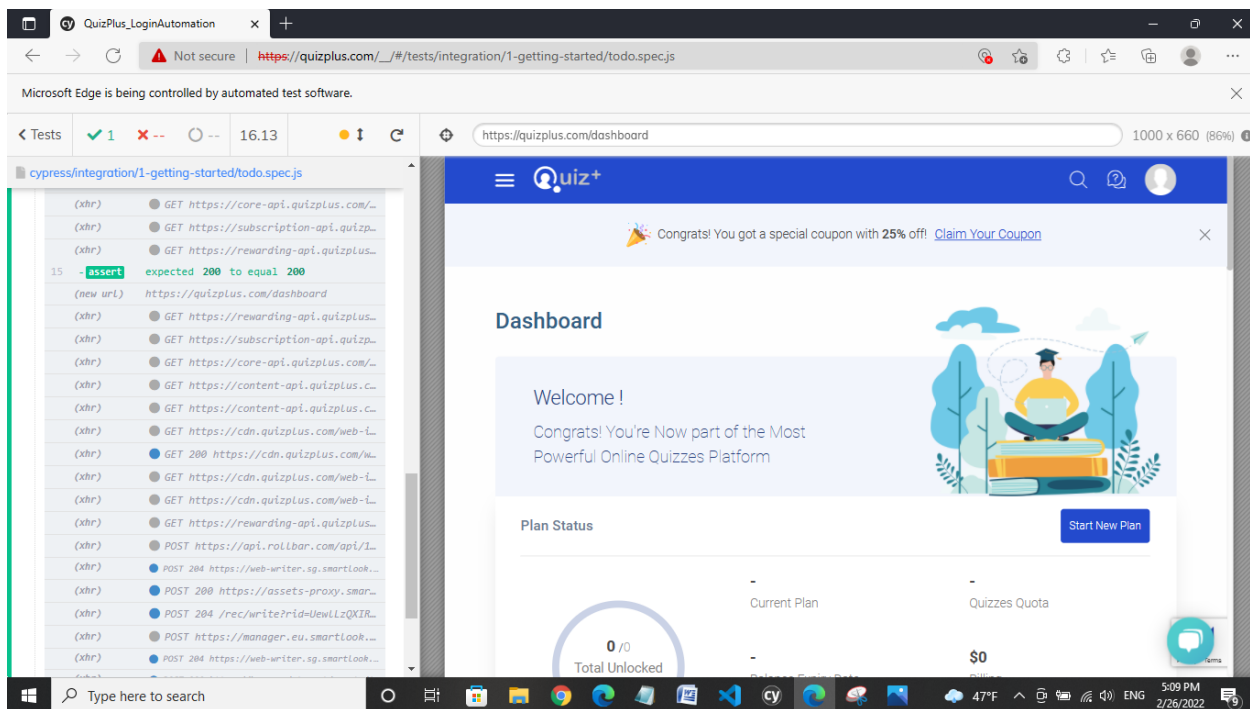 QuizPlus_LoginAutomation
Not secure | https://quizplus.com/__/#/tests/integration/1-getting-started/todo.spec.js
Microsoft Edge is being controlled by automated test software.
Tests 1 -- -- 16.13 https://quizplus.com/dashboard 1000 x 660 (86%)
cypress/integration/1-getting-started/todo.spec.js
(xhr) GET https://core-api.quizplus.com/…
(xhr) GET https://subscription-api.quizp…
(xhr) GET https://rewarding-api.quizplus…
15 -assert expected 200 to equal 200
(new url) https://quizplus.com/dashboard
(xhr) GET https://rewarding-api.quizplus…
(xhr) GET https://subscription-api.quizp…
(xhr) GET https://core-api.quizplus.com/…
(xhr) GET https://content-api.quizplus.c…
(xhr) GET https://content-api.quizplus.c…
(xhr) GET https://cdn.quizplus.com/web-i…
(xhr) GET 200 https://cdn.quizplus.com/w…
(xhr) GET https://cdn.quizplus.com/web-i…
(xhr) GET https://cdn.quizplus.com/web-i…
(xhr) GET https://rewarding-api.quizplus…
(xhr) POST https://api.rollbar.com/api/1…
(xhr) POST 204 https://web-writer.sg.smartlook.…
(xhr) POST 200 https://assets-proxy.smar…
(xhr) POST 204 /rec/write?rid=UewLLzQXIR…
(xhr) POST https://manager.eu.smartlook.…
(xhr) POST 204 https://web-writer.sg.smartlook.…
Quiz+
Congrats! You got a special coupon with 25% off! Claim Your Coupon
Dashboard
Welcome !
Congrats! You're Now part of the Most
Powerful Online Quizzes Platform
Plan Status
Start New Plan
- -
Current Plan Quizzes Quota
0 /0
Total Unlocked
- $0
Balance Expiry Date Billing
Type here to search
47°F ENG 5:09 PM
2/26/2022
9